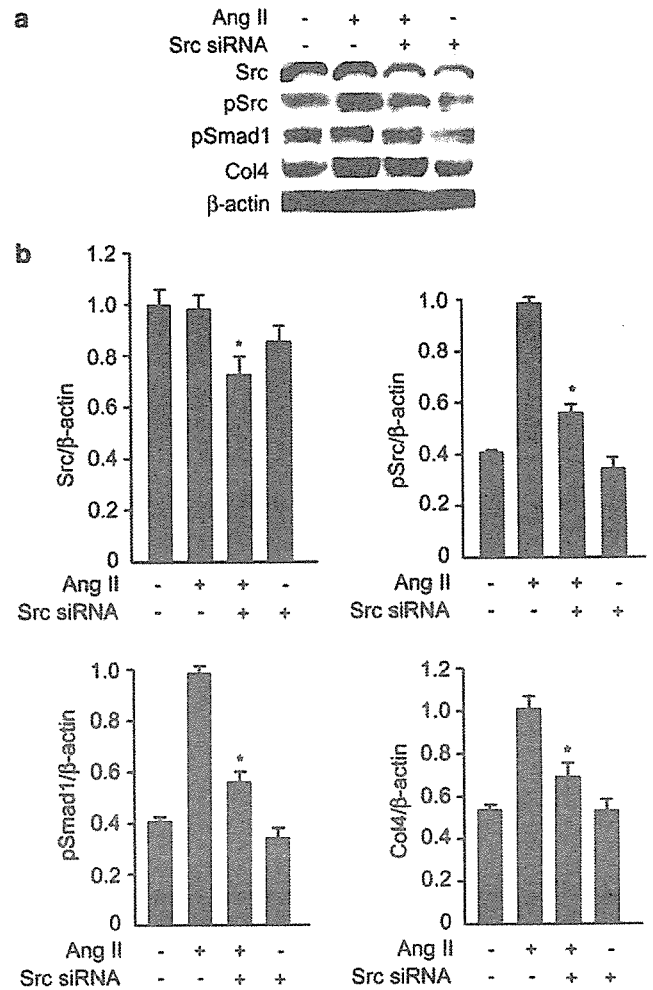 a
Ang II - + + -
Src siRNA - - + +
Src
pSrc
pSmad1
Col4
β-actin
b
1.2
1.0
0.8
0.6
0.4
0.2
0
Src/β-actin
*
Ang II - + + -
Src siRNA - - + +
1.0
0.8
0.6
0.4
0.2
0
pSrc/β-actin
*
Ang II - + + -
Src siRNA - - + +
1.0
0.8
0.6
0.4
0.2
0
pSmad1/β-actin
*
Ang II - + + -
Src siRNA - - + +
1.2
1.0
0.8
0.6
0.4
0.2
0
Col4/β-actin
*
Ang II - + + -
Src siRNA - - + +